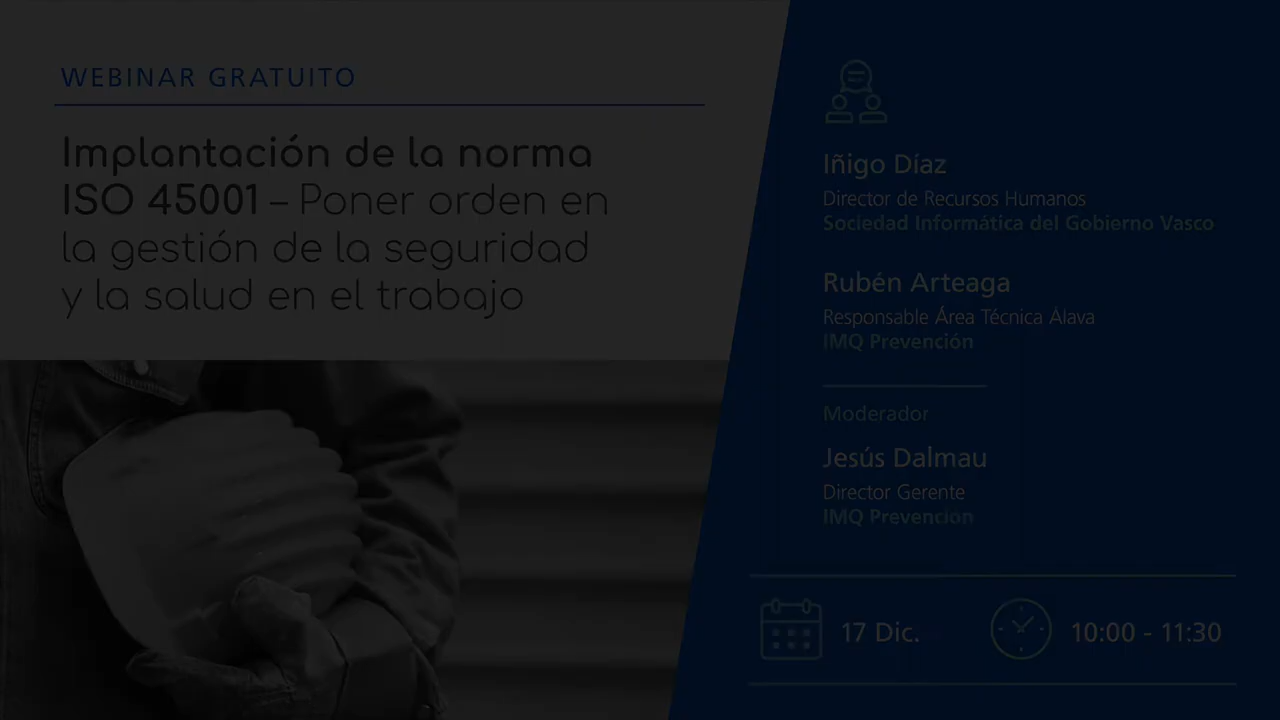 WEBINAR GRATUITO
Implantación de la norma
ISO 45001 – Poner orden en
la gestión de la seguridad
y la salud en el trabajo
Iñigo Díaz
Director de Recursos Humanos
Sociedad Informática del Gobierno Vasco
Rubén Arteaga
Responsable Área Técnica Álava
IMQ Prevención
Moderador
Jesús Dalmau
Director Gerente
IMQ Prevención
17 Dic.
10:00 - 11:30